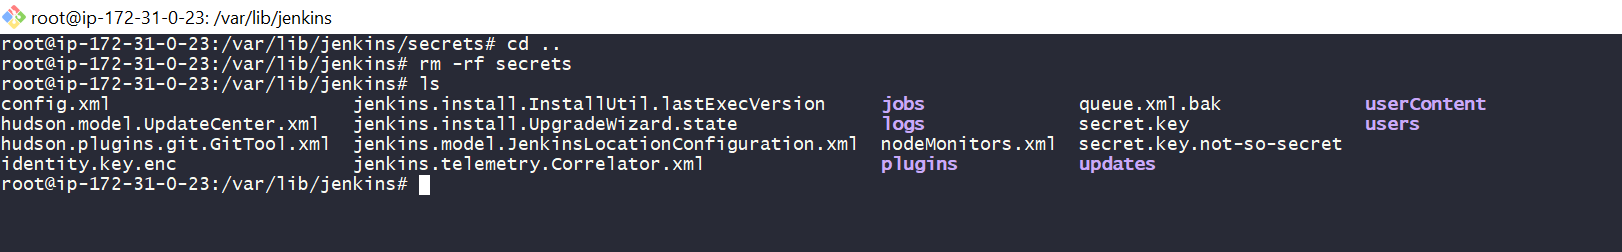 root@ip-172-31-0-23: /var/lib/jenkins
root@ip-172-31-0-23:/var/lib/jenkins/secrets# cd ..
root@ip-172-31-0-23:/var/lib/jenkins# rm -rf secrets
root@ip-172-31-0-23:/var/lib/jenkins# ls
config.xml jenkins.install.InstallUtil.lastExecVersion jobs queue.xml.bak userContent
hudson.model.UpdateCenter.xml jenkins.install.UpgradeWizard.state logs secret.key users
hudson.plugins.git.GitTool.xml jenkins.model.JenkinsLocationConfiguration.xml nodeMonitors.xml secret.key.not-so-secret
identity.key.enc jenkins.telemetry.Correlator.xml plugins updates
root@ip-172-31-0-23:/var/lib/jenkins#